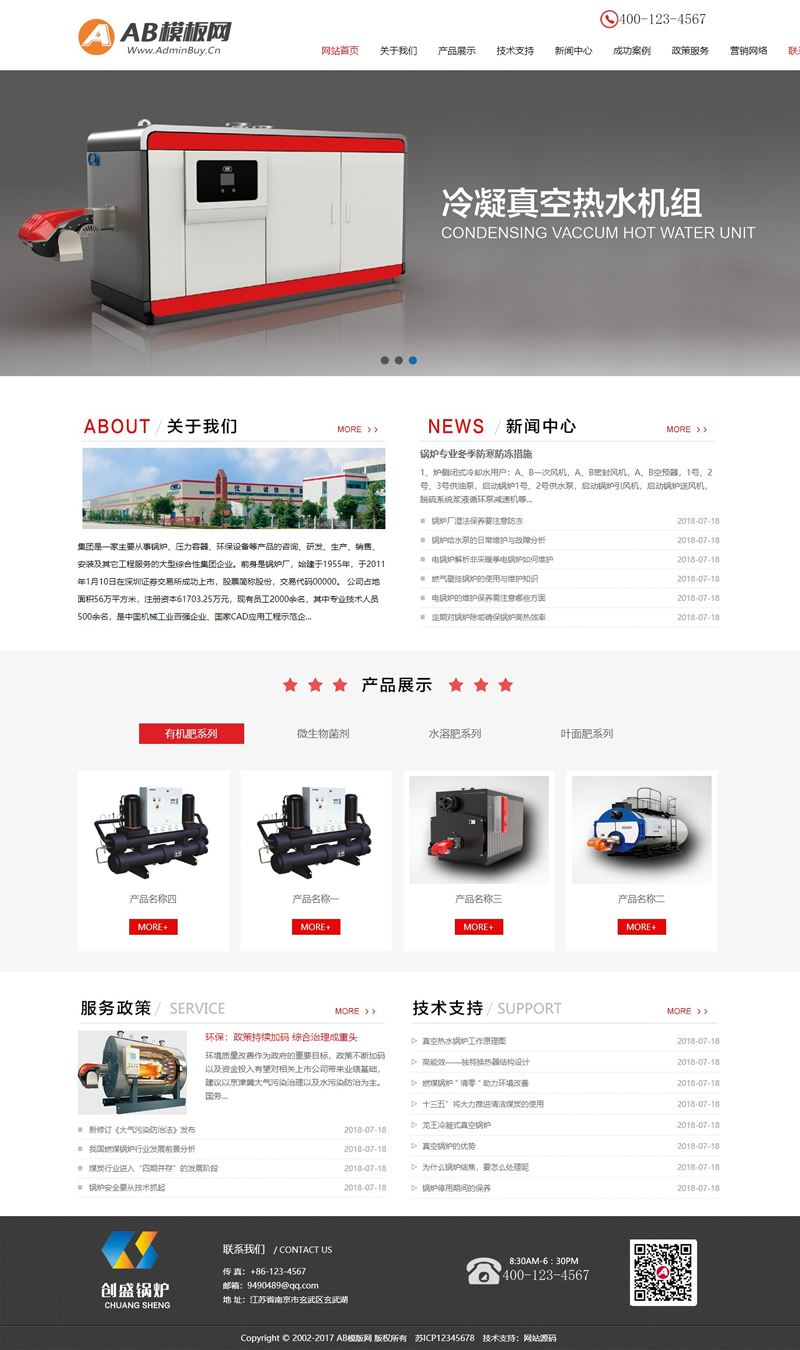 AB模板网
Www.AdminBuy.Cn
400-123-4567
网站首页 关于我们 产品展示 技术支持 新闻中心 成功案例 政策服务 营销网络 联
冷凝真空热水机组
CONDENSING VACCUM HOT WATER UNIT
ABOUT / 关于我们 MORE >>
集团是一家主要从事锅炉、压力容器、环保设备等产品的咨询、研发、生产、销售、
安装及其它工程服务的大型综合性集团企业。前身是锅炉厂，始建于1955年，于2011
年1月10日在深圳证券交易所成功上市，股票简称股份，交易代码00000。 公司占地
面积56万平方米，注册资本61703.25万元，现有员工2000余名，其中专业技术人员
500余名，是中国机械工业百强企业、国家CAD应用工程示范企...
NEWS / 新闻中心 MORE >>
锅炉专业冬季防寒防冻措施
1、炉侧闭式冷却水用户：A、B一次风机，A、B密封风机，A、B空预器，1号、2
号、3号供油泵，启动锅炉1号、2号供水泵，启动锅炉引风机，启动锅炉送风机，
脱硫系统浆液循环泵减速机等...
锅炉厂湿法保养要注意防冻 2018-07-18
锅炉给水泵的日常维护与故障分析 2018-07-18
电锅炉解析非采暖季电锅炉如何维护 2018-07-18
燃气壁挂锅炉的使用与维护知识 2018-07-18
电锅炉的维护保养需注意哪些方面 2018-07-18
定期对锅炉除垢确保锅炉高热效率 2018-07-18
产品展示
有机肥系列 微生物菌剂 水溶肥系列 叶面肥系列
产品名称四 产品名称一 产品名称三 产品名称二
MORE+ MORE+ MORE+ MORE+
服务政策 / SERVICE MORE >>
环保：政策持续加码 综合治理成重头
环境质量改善作为政府的重要目标，政策不断加码
以及资金投入有望对相关上市公司带来业绩基础，
建议以京津冀大气污染治理以及水污染防治为主。
国务...
新修订《大气污染防治法》发布 2018-07-18
我国燃煤锅炉行业发展前景分析 2018-07-18
煤炭行业进入“四期并存”的发展阶段 2018-07-18
锅炉安全要从技术抓起 2018-07-18
技术支持 / SUPPORT MORE >>
真空热水锅炉工作原理图 2018-07-18
高能效——独特换热器结构设计 2018-07-18
燃煤锅炉＂清零＂助力环境改善 2018-07-18
十三五”将大力推进清洁煤炭的使用 2018-07-18
龙王冷凝式真空锅炉 2018-07-18
真空锅炉的优势 2018-07-18
为什么锅炉结焦，要怎么处理呢 2018-07-18
锅炉停用期间的保养 2018-07-18
创盛锅炉
CHUANG SHENG
联系我们 / CONTACT US
传 真：+86-123-4567
邮箱：9490489@qq.com
地 址：江苏省南京市玄武区玄武湖
8:30AM-6：30PM
400-123-4567
Copyright © 2002-2017 AB模板网 版权所有 苏ICP12345678 技术支持：网站源码